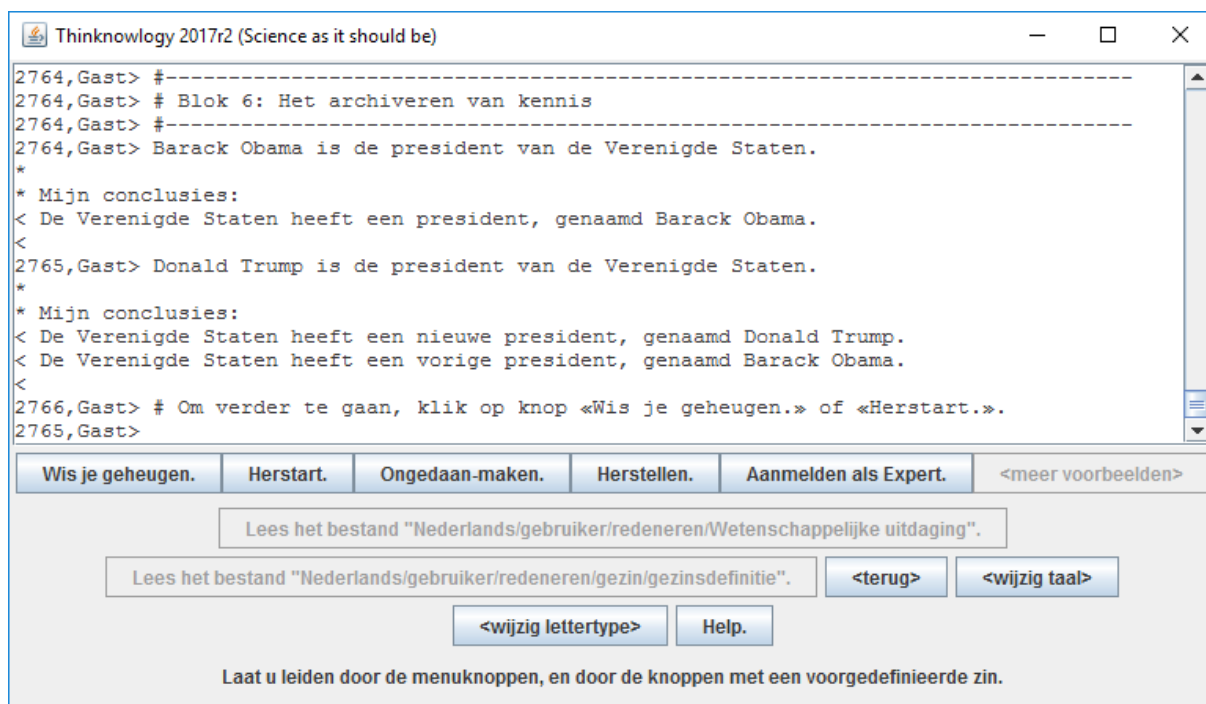 Thinknowlogy 2017r2 (Science as it should be)
2764,Gast> #-----------------------------------------------------------------------------
2764,Gast> # Blok 6: Het archiveren van kennis
2764,Gast> #-----------------------------------------------------------------------------
2764,Gast> Barack Obama is de president van de Verenigde Staten.
*
* Mijn conclusies:
< De Verenigde Staten heeft een president, genaamd Barack Obama.
<
2765,Gast> Donald Trump is de president van de Verenigde Staten.
*
* Mijn conclusies:
< De Verenigde Staten heeft een nieuwe president, genaamd Donald Trump.
< De Verenigde Staten heeft een vorige president, genaamd Barack Obama.
<
2766,Gast> # Om verder te gaan, klik op knop «Wis je geheugen.» of «Herstart.».
2765,Gast>
Wis je geheugen. Herstart. Ongedaan-maken. Herstellen. Aanmelden als Expert. <meer voorbeelden>
Lees het bestand "Nederlands/gebruiker/redeneren/Wetenschappelijke uitdaging".
Lees het bestand "Nederlands/gebruiker/redeneren/gezin/gezinsdefinitie". <terug> <wijzig taal>
<wijzig lettertype> Help.
Laat u leiden door de menuknoppen, en door de knoppen met een voorgedefinieerde zin.